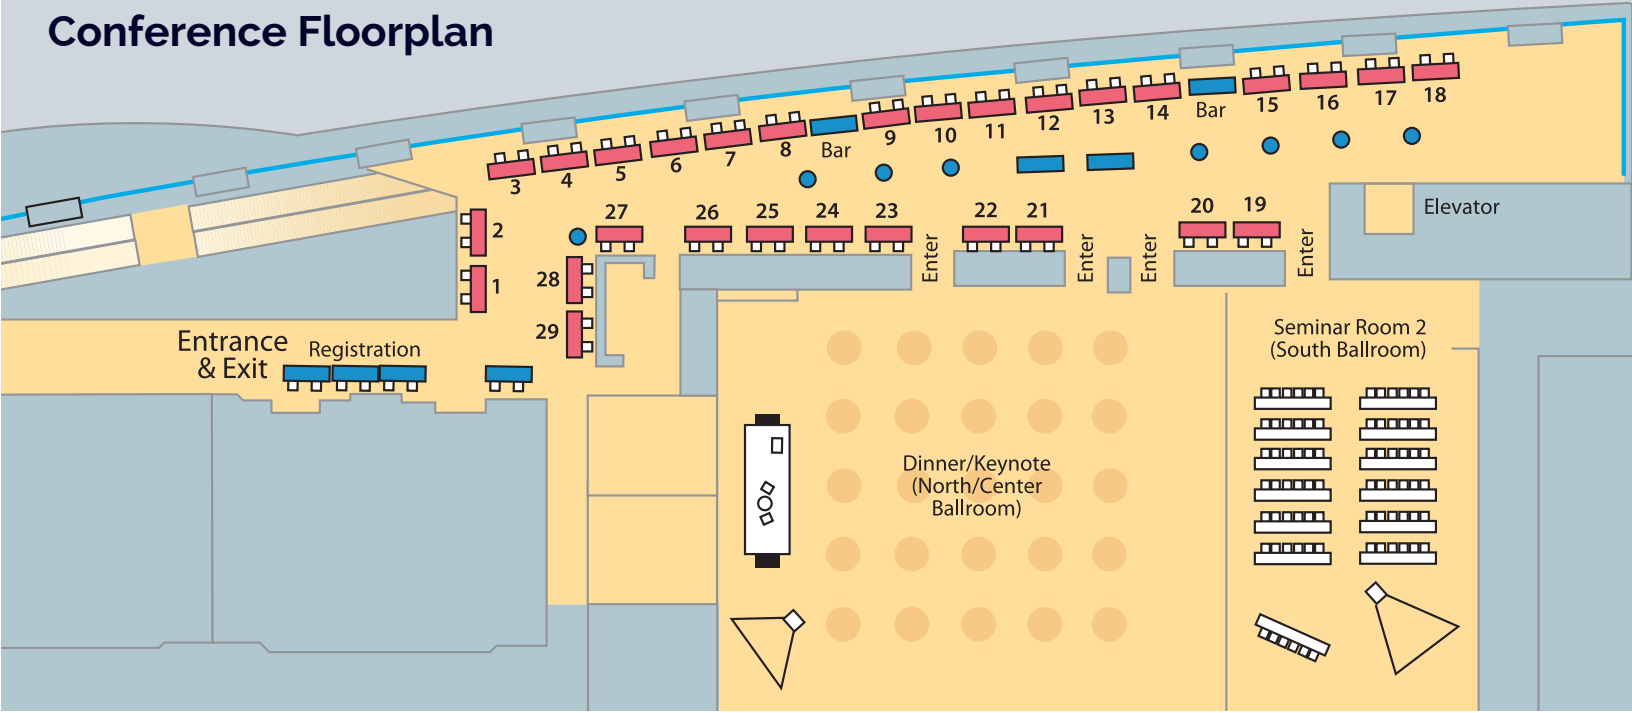 Conference Floorplan
3
4
5
6
7
8
Bar
9
10
11
12
13
14
Bar
15
16
17
18
2
1
27
26
25
24
23
Enter
22
21
Enter
Enter
20
19
Enter
Elevator
28
29
Entrance
& Exit
Registration
Seminar Room 2
(South Ballroom)
Dinner/Keynote
(North/Center
Ballroom)